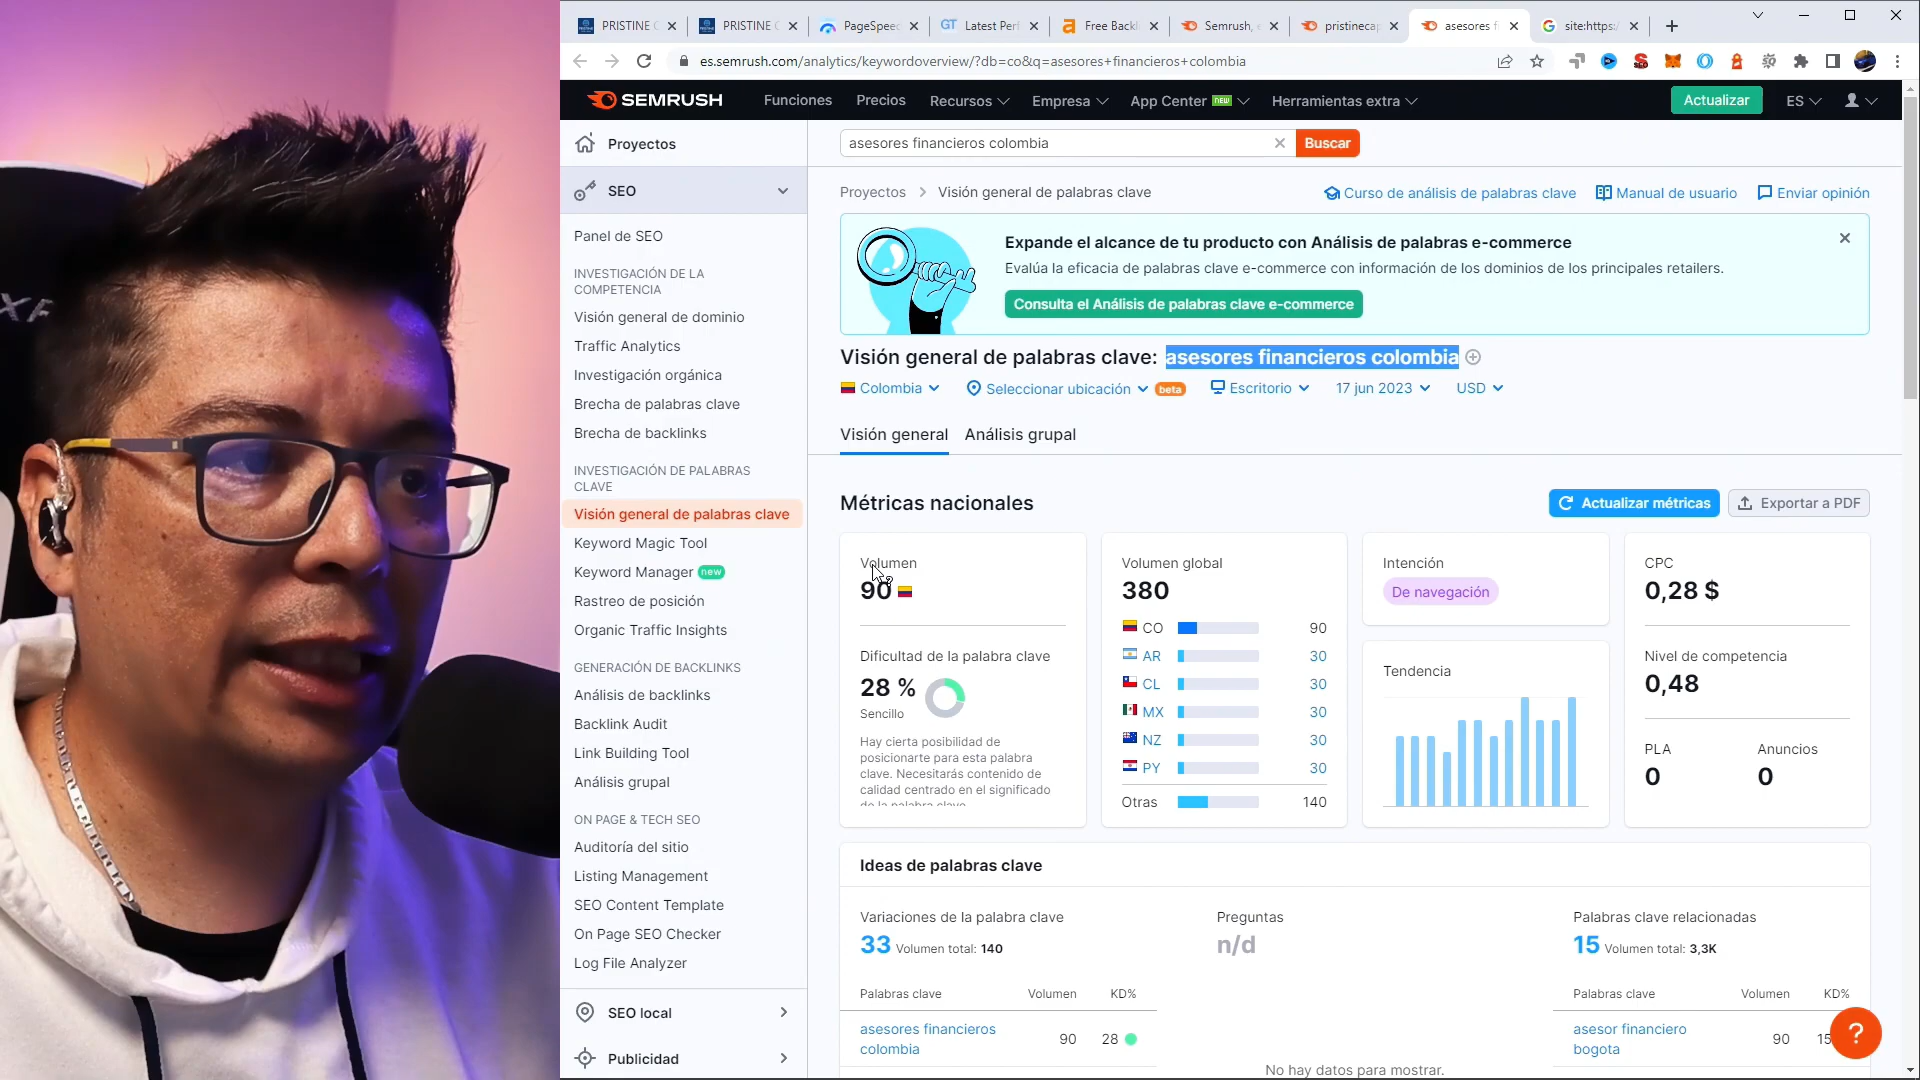 PRISTINE C
PRISTINE C
PageSpeed
GT
Latest Perf
Free Backl
Semrush, e
pristinecap
asesores f
site:https:/
es.semrush.com/analytics/keywordoverview/?db=co&q=asesores+financieros+colombia
SEMRUSH
Funciones
Precios
Recursos
Empresa
App Center NEW
Herramientas extra
Actualizar
ES
Proyectos
SEO
Panel de SEO
INVESTIGACIÓN DE LA
COMPETENCIA
Visión general de dominio
Traffic Analytics
Investigación orgánica
Brecha de palabras clave
Brecha de backlinks
INVESTIGACIÓN DE PALABRAS
CLAVE
Visión general de palabras clave
Keyword Magic Tool
Keyword Manager new
Rastreo de posición
Organic Traffic Insights
GENERACIÓN DE BACKLINKS
Análisis de backlinks
Backlink Audit
Link Building Tool
Análisis grupal
ON PAGE & TECH SEO
Auditoría del sitio
Listing Management
SEO Content Template
On Page SEO Checker
Log File Analyzer
SEO local
Publicidad
asesores financieros colombia
Buscar
Proyectos > Visión general de palabras clave
Curso de análisis de palabras clave
Manual de usuario
Enviar opinión
Expande el alcance de tu producto con Análisis de palabras e-commerce
Evalúa la eficacia de palabras clave e-commerce con información de los dominios de los principales retailers.
Consulta el Análisis de palabras clave e-commerce
Visión general de palabras clave: asesores financieros colombia
Colombia
Seleccionar ubicación beta
Escritorio
17 jun 2023
USD
Visión general
Análisis grupal
Métricas nacionales
Actualizar métricas
Exportar a PDF
Volumen
90
Dificultad de la palabra clave
28 %
Sencillo
Hay cierta posibilidad de
posicionarte para esta palabra
clave. Necesitarás contenido de
calidad centrado en el significado
de la palabra clave.
Volumen global
380
CO 90
AR 30
CL 30
MX 30
NZ 30
PY 30
Otras 140
Intención
De navegación
Tendencia
CPC
0,28 $
Nivel de competencia
0,48
PLA
0
Anuncios
0
Ideas de palabras clave
Variaciones de la palabra clave
33 Volumen total: 140
Palabras clave Volumen KD%
asesores financieros
colombia
90 28
Preguntas
n/d
No hay datos para mostrar.
Palabras clave relacionadas
15 Volumen total: 3,3K
Palabras clave Volumen KD%
asesor financiero
bogota
90 15
?